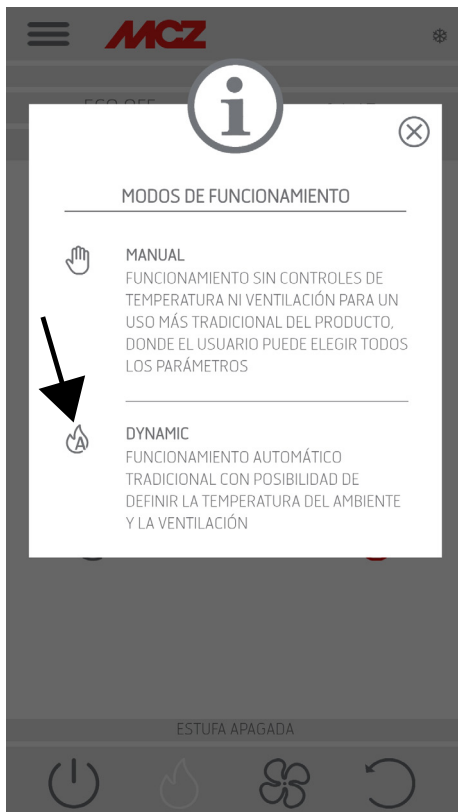 MCZ
i
MODOS DE FUNCIONAMIENTO
MANUAL
FUNCIONAMIENTO SIN CONTROLES DE
TEMPERATURA NI VENTILACIÓN PARA UN
USO MÁS TRADICIONAL DEL PRODUCTO,
DONDE EL USUARIO PUEDE ELEGIR TODOS
LOS PARÁMETROS
A
DYNAMIC
FUNCIONAMIENTO AUTOMÁTICO
TRADICIONAL CON POSIBILIDAD DE
DEFINIR LA TEMPERATURA DEL AMBIENTE
Y LA VENTILACIÓN
ESTUFA APAGADA